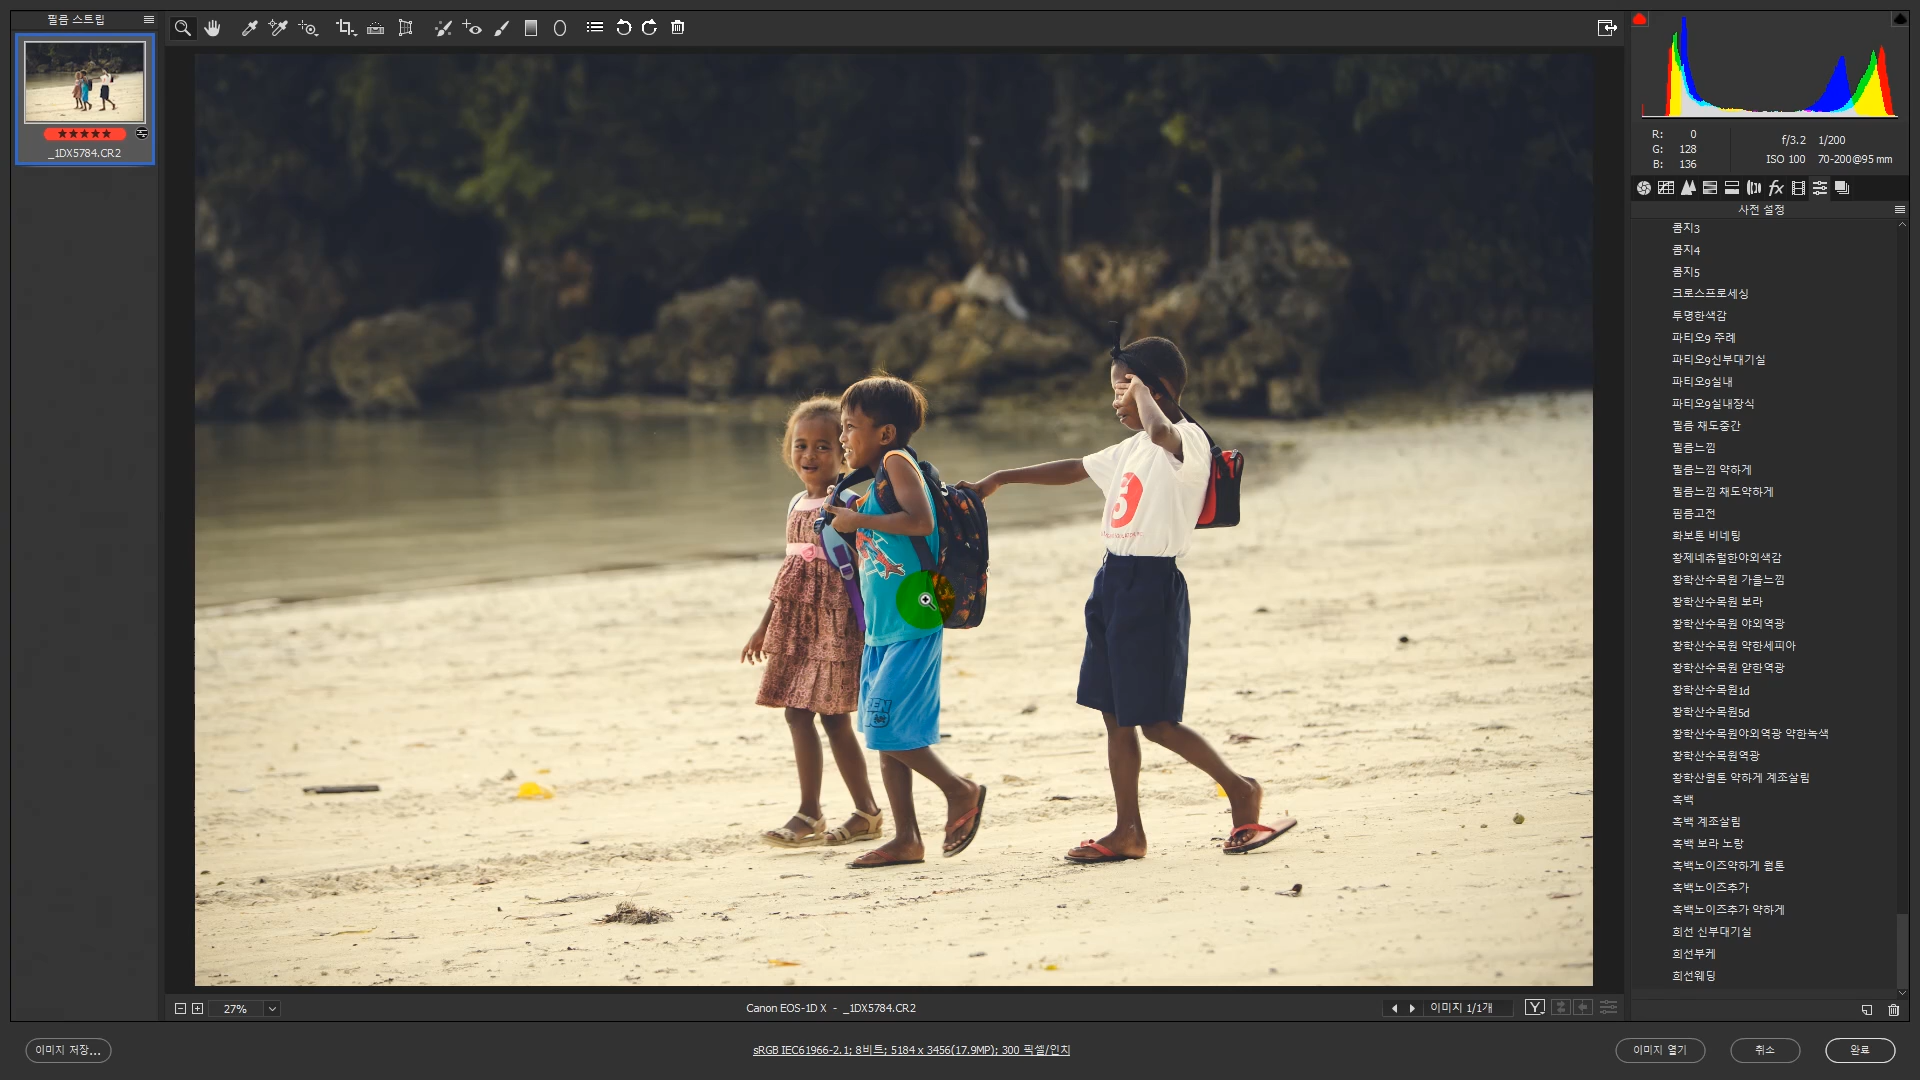 필름 스트립
★★★★★
_1DX5784.CR2
R: 0
G: 128
B: 136
f/3.2 1/200
ISO 100 70-200@95 mm
fx
사전 설정
콤지3
콤지4
콤지5
크로스프로세싱
투명한색감
파티오9 주례
파티오9신부대기실
파티오9실내
파티오9실내장식
필름 채도중간
필름느낌
필름느낌 약하게
필름느낌 채도약하게
핌름고전
화보톤 비네팅
황제네츄럴한야외색감
황학산수목원 가을느낌
황학산수목원 보라
황학산수목원 야외역광
황학산수목원 약한세피아
황학산수목원 얀한역광
황학산수목원1d
황학산수목원5d
황학산수목원야외역광 약한녹색
황학산수목원역광
황학산웜톤 약하게 계조살림
흑백
흑백 계조살림
흑백 보라 노랑
흑백노이즈약하게 웜톤
흑백노이즈추가
흑백노이즈추가 약하게
희선 신부대기실
희선부케
희선웨딩
27%
Canon EOS-1D X - _1DX5784.CR2
이미지 1/1개
Y
이미지 저장...
sRGB IEC61966-2.1; 8비트; 5184 x 3456(17.9MP); 300 픽셀/인치
이미지 열기
취소
완료